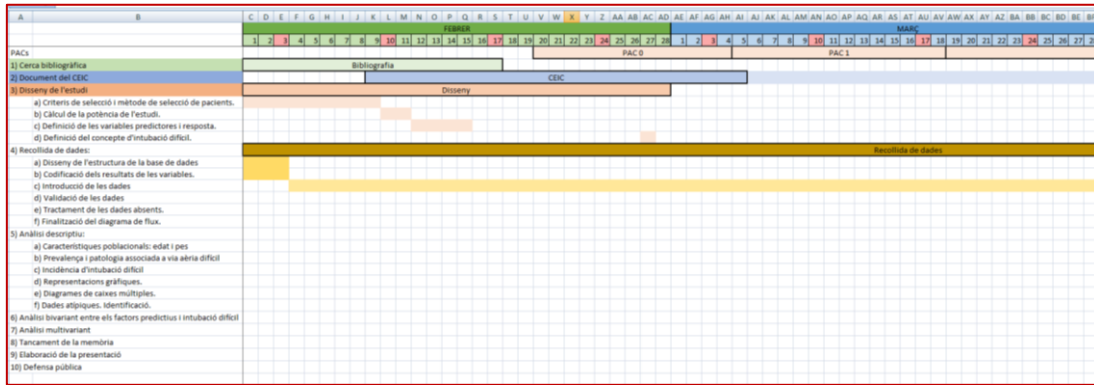 A B C D E F G H I J K L M N O P Q R S T U V W X Y Z AA AB AC AD AE AF AG AH AI AJ AK AL AM AN AO AP AQ AR AS AT AU AV AW AX AY AZ BA BB BC BD BE
FEBRER MARÇ
1 2 3 4 5 6 7 8 9 10 11 12 13 14 15 16 17 18 19 20 21 22 23 24 25 26 27 28 1 2 3 4 5 6 7 8 9 10 11 12 13 14 15 16 17 18 19 20 21 22 23 24 25 26 27
PACs PAC 0 PAC 1
1) Cerca bibliogràfica Bibliografia
2) Document del CEIC CEIC
3) Disseny de l'estudi Disseny
a) Criteris de selecció i mètode de selecció de pacients.
b) Càlcul de la potència de l'estudi.
c) Definició de les variables predictores i resposta.
d) Definició del concepte d'intubació difícil.
4) Recollida de dades: Recollida de dades
a) Disseny de l'estructura de la base de dades
b) Codificació dels resultats de les variables.
c) Introducció de les dades
d) Validació de les dades
e) Tractament de les dades absents.
f) Finalització del diagrama de flux.
5) Anàlisi descriptiu:
a) Característiques poblacionals: edat i pes
b) Prevalença i patologia associada a via aèria difícil
c) Incidència d'intubació difícil
d) Representacions gràfiques.
e) Diagrames de caixes múltiples.
f) Dades atípiques. Identificació.
6) Anàlisi bivariant entre els factors predictius i intubació difícil
7) Anàlisi multivariant
8) Tancament de la memòria
9) Elaboració de la presentació
10) Defensa pública